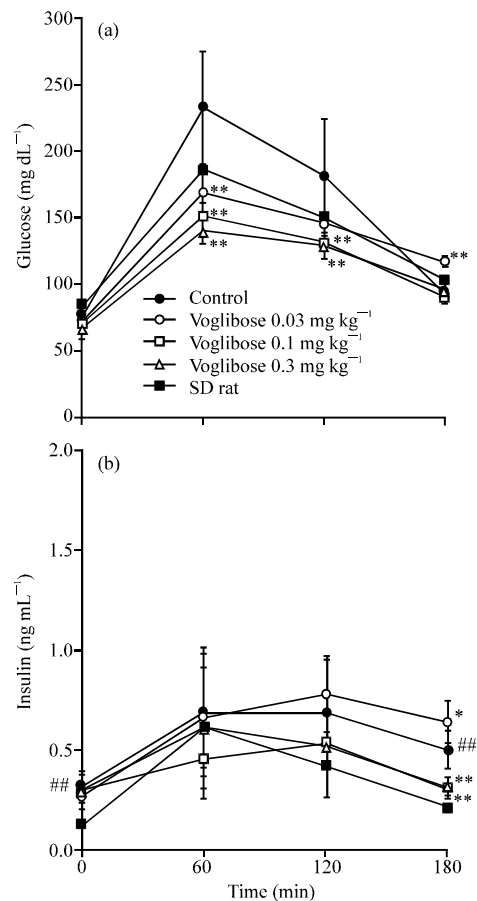 (a)
300
250
200
150
100
50
0
Glucose (mg dL⁻¹)
**
**
**
**
**
**
Control
Voglibose 0.03 mg kg⁻¹
Voglibose 0.1 mg kg⁻¹
Voglibose 0.3 mg kg⁻¹
SD rat
(b)
2.0
1.5
1.0
0.5
0.0
Insulin (ng mL⁻¹)
##
*
##
**
**
0
60
120
180
Time (min)